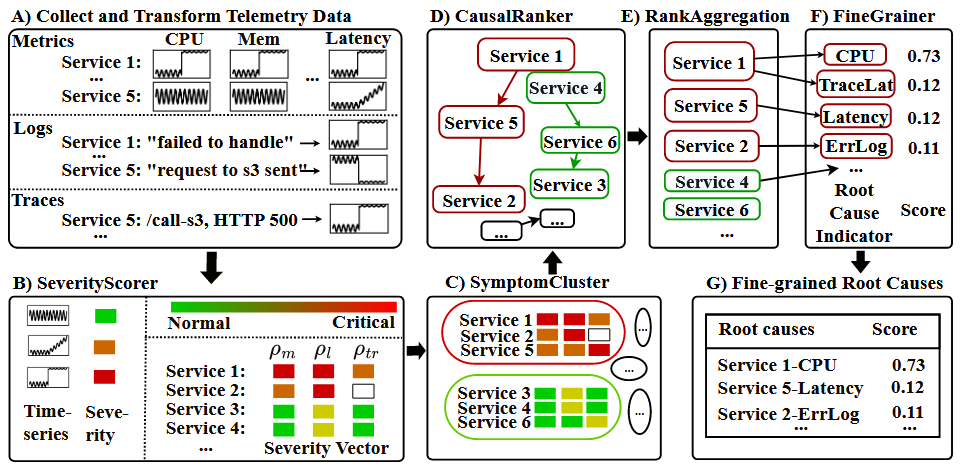 A) Collect and Transform Telemetry Data
Metrics
CPU
Mem
Latency
Service 1:
...
...
Service 5:
Logs
Service 1: "failed to handle"
...
Service 5: "request to s3 sent"
Traces
Service 5: /call-s3, HTTP 500
...
B) SeverityScorer
Time-
series
Seve-
rity
Normal
Critical
ρm ρl ρtr
Service 1:
Service 2:
Service 3:
Service 4:
...
Severity Vector
C) SymptomCluster
Service 1
Service 2
Service 5
Service 3
Service 4
Service 6
...
...
...
D) CausalRanker
Service 1
Service 4
Service 5
Service 6
Service 3
Service 2
...
...
E) RankAggregation
Service 1
Service 5
Service 2
Service 4
Service 6
...
F) FineGrainer
CPU 0.73
TraceLat 0.12
Latency 0.12
ErrLog 0.11
...
Root
Cause
Indicator
Score
G) Fine-grained Root Causes
Root causes Score
Service 1-CPU 0.73
Service 5-Latency 0.12
Service 2-ErrLog 0.11
... ...